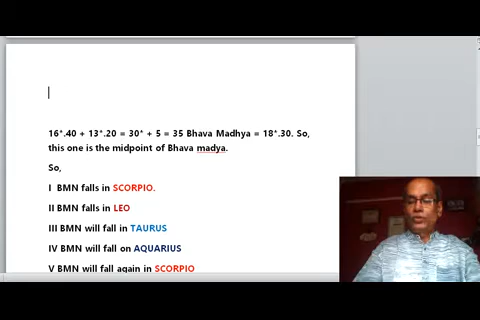 16*.40 + 13*.20 = 30* + 5 = 35 Bhava Madhya = 18*.30. So,
this one is the midpoint of Bhava madya.
So,
I BMN falls in SCORPIO.
II BMN falls in LEO
III BMN will fall in TAURUS
IV BMN will fall on AQUARIUS
V BMN will fall again in SCORPIO